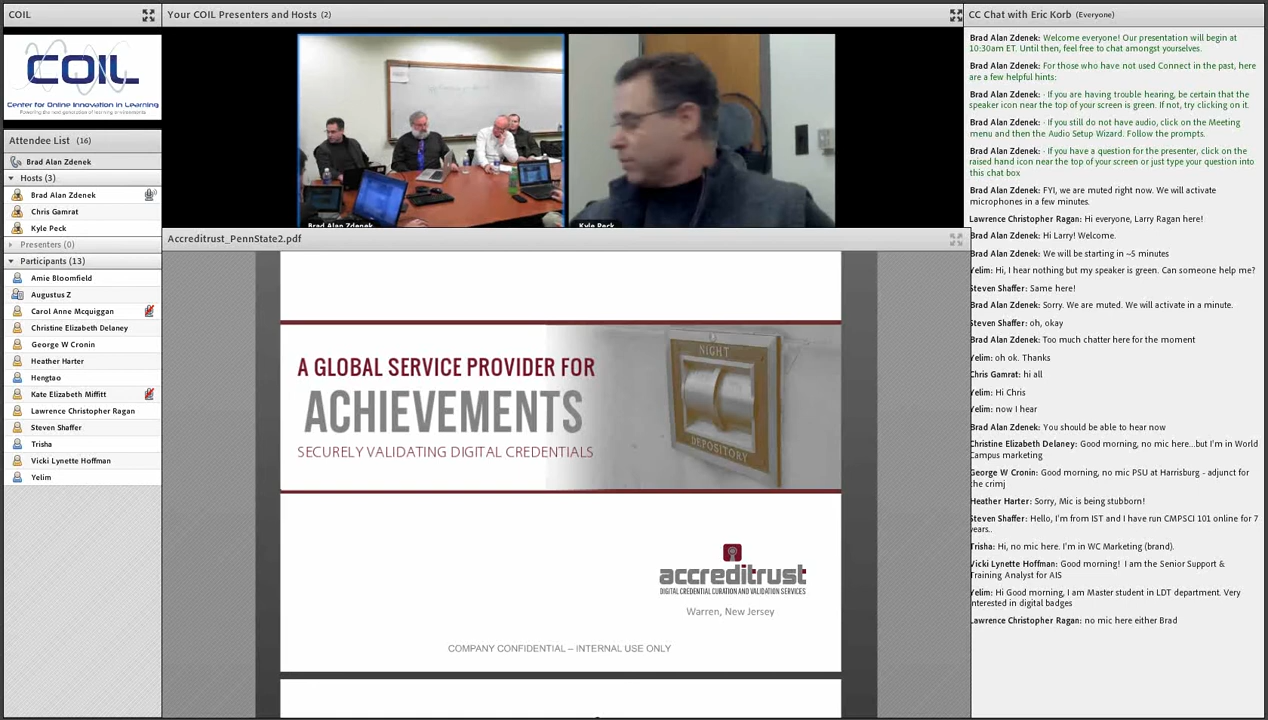 COIL
COIL
Center for Online Innovation in Learning
Powering the next generation of learning environments
Attendee List (16)
Brad Alan Zdenek
Hosts (3)
Brad Alan Zdenek
Chris Gamrat
Kyle Peck
Presenters (0)
Participants (13)
Amie Bloomfield
Augustus Z
Carol Anne Mcquiggan
Christine Elizabeth Delaney
George W Cronin
Heather Harter
Hengtao
Kate Elizabeth Miffitt
Lawrence Christopher Ragan
Steven Shaffer
Trisha
Vicki Lynette Hoffman
Yelim
Your COIL Presenters and Hosts (2)
Brad Alan Zdenek
Kyle Peck
Accreditrust_PennState2.pdf
A GLOBAL SERVICE PROVIDER FOR
ACHIEVEMENTS
SECURELY VALIDATING DIGITAL CREDENTIALS
NIGHT
DEPOSITORY
accreditrust
DIGITAL CREDENTIAL CURATION AND VALIDATION SERVICES
Warren, New Jersey
COMPANY CONFIDENTIAL – INTERNAL USE ONLY
CC Chat with Eric Korb (Everyone)
Brad Alan Zdenek: Welcome everyone! Our presentation will begin at
10:30am ET. Until then, feel free to chat amongst yourselves.
Brad Alan Zdenek: For those who have not used Connect in the past, here
are a few helpful hints:
Brad Alan Zdenek: · If you are having trouble hearing, be certain that the
speaker icon near the top of your screen is green. If not, try clicking on it.
Brad Alan Zdenek: · If you still do not have audio, click on the Meeting
menu and then the Audio Setup Wizard. Follow the prompts.
Brad Alan Zdenek: · If you have a question for the presenter, click on the
raised hand icon near the top of your screen or just type your question into
this chat box
Brad Alan Zdenek: FYI, we are muted right now. We will activate
microphones in a few minutes.
Lawrence Christopher Ragan: Hi everyone, Larry Ragan here!
Brad Alan Zdenek: Hi Larry! Welcome.
Brad Alan Zdenek: We will be starting in ~5 minutes
Yelim: Hi, I hear nothing but my speaker is green. Can someone help me?
Steven Shaffer: Same here!
Brad Alan Zdenek: Sorry. We are muted. We will activate in a minute.
Steven Shaffer: oh, okay
Brad Alan Zdenek: Too much chatter here for the moment
Yelim: oh ok. Thanks
Chris Gamrat: hi all
Yelim: Hi Chris
Yelim: now I hear
Brad Alan Zdenek: You should be able to hear now
Christine Elizabeth Delaney: Good morning, no mic here...but I'm in World
Campus marketing
George W Cronin: Good morning, no mic PSU at Harrisburg - adjunct for
the crimj
Heather Harter: Sorry, Mic is being stubborn!
Steven Shaffer: Hello, I'm from IST and I have run CMPSCI 101 online for 7
years..
Trisha: Hi, no mic here. I'm in WC Marketing (brand).
Vicki Lynette Hoffman: Good morning! I am the Senior Support &
Training Analyst for AIS
Yelim: Hi Good morning, I am Master student in LDT department. Very
interested in digital badges
Lawrence Christopher Ragan: no mic here either Brad